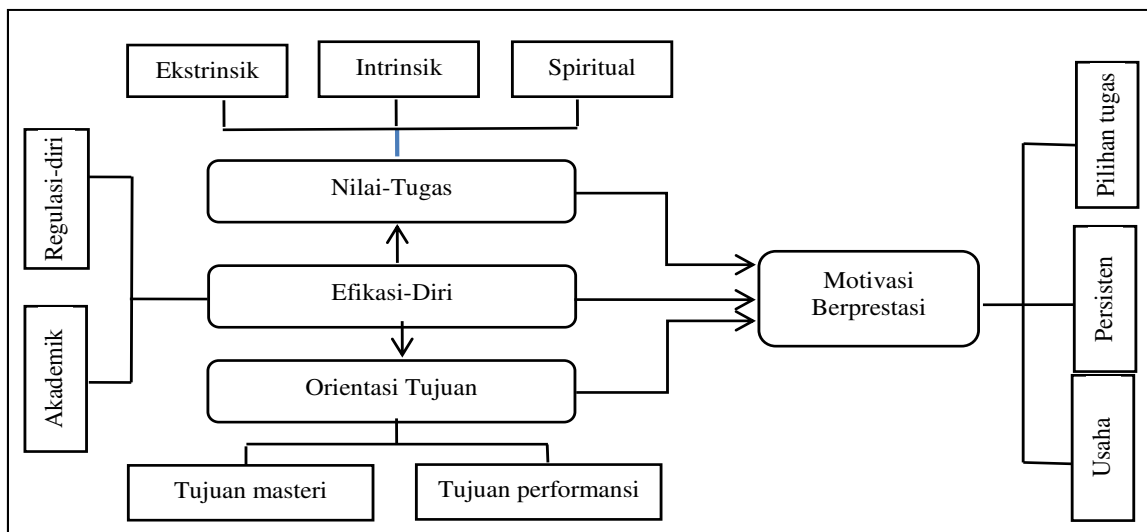 Ekstrinsik
Intrinsik
Spiritual
Regulasi-diri
Nilai-Tugas
Pilihan tugas
Efikasi-Diri
Motivasi
Berprestasi
Persisten
Akademik
Orientasi Tujuan
Usaha
Tujuan masteri
Tujuan performansi